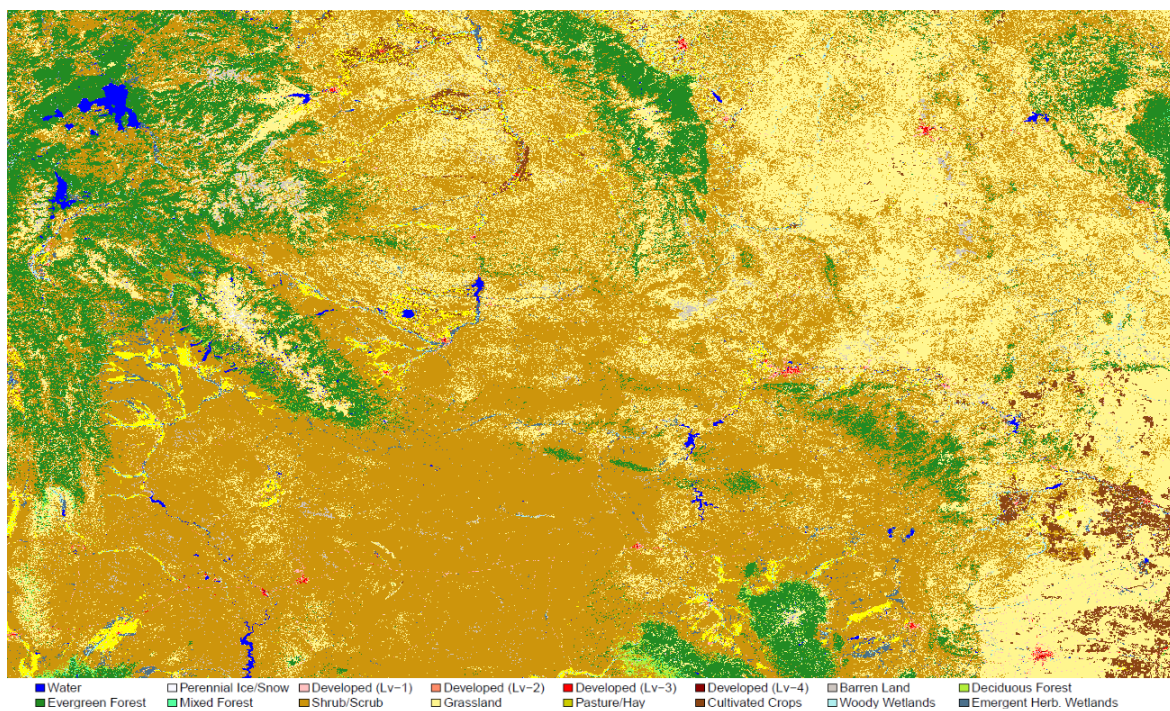 Water Perennial Ice/Snow Developed (Lv−1) Developed (Lv−2) Developed (Lv−3) Developed (Lv−4) Barren Land Deciduous Forest
Evergreen Forest Mixed Forest Shrub/Scrub Grassland Pasture/Hay Cultivated Crops Woody Wetlands Emergent Herb. Wetlands